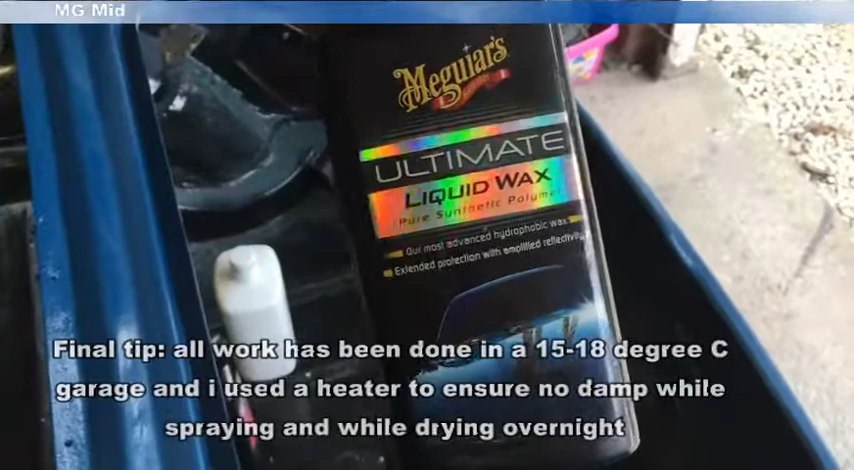 MG Mid
Meguiar's
ULTIMATE
LIQUID WAX
Pure Synthetic Polymer
Our most advanced hydrophobic wax
Extended protection with amplified reflectivity
Final tip: all work has been done in a 15-18 degree C
garage and i used a heater to ensure no damp while
spraying and while drying overnight